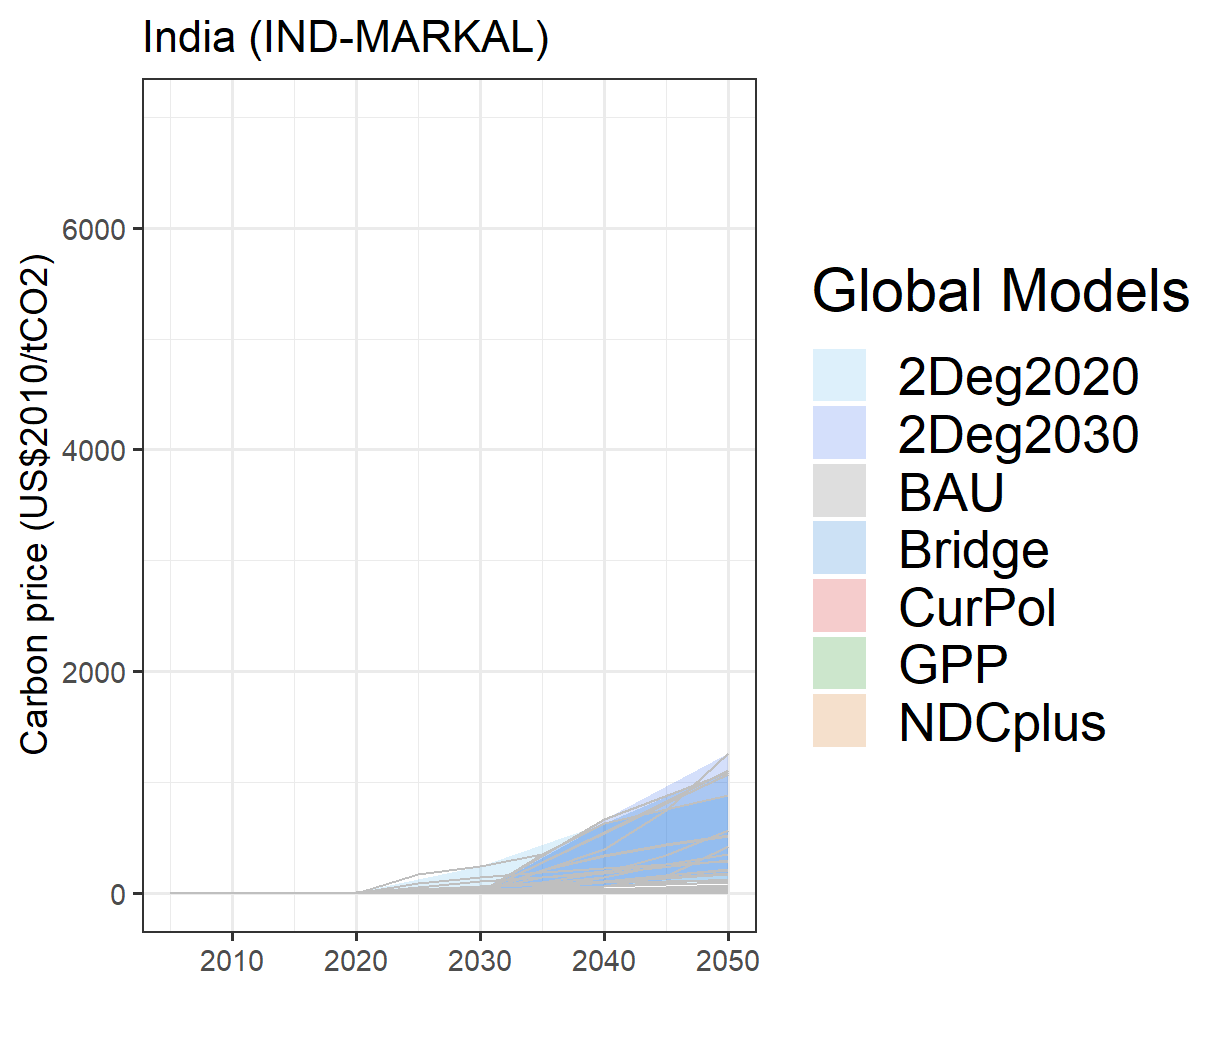 India (IND-MARKAL)
Carbon price (US$2010/tCO2)
6000
4000
2000
0
2010 2020 2030 2040 2050
Global Models
2Deg2020
2Deg2030
BAU
Bridge
CurPol
GPP
NDCplus